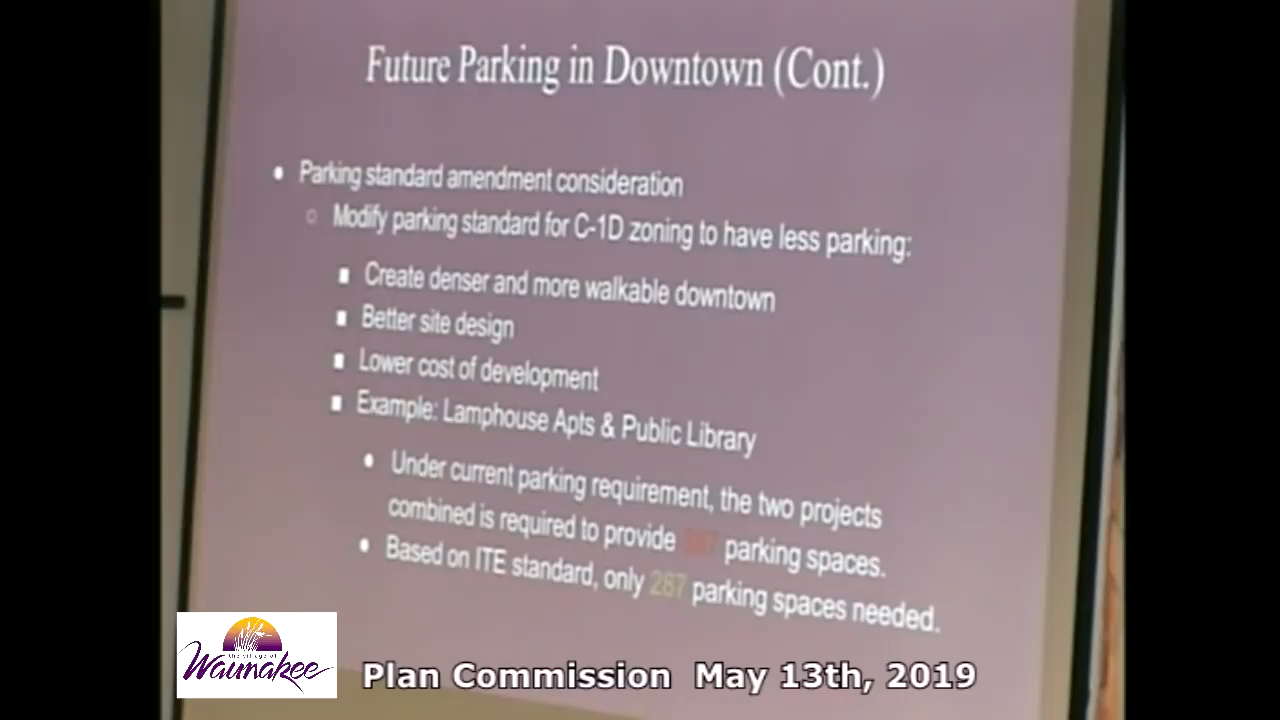 Future Parking in Downtown (Cont.)
Parking standard amendment consideration
Modify parking standard for C-1D zoning to have less parking:
Create denser and more walkable downtown
Better site design
Lower cost of development
Example: Lamphouse Apts & Public Library
Under current parking requirement, the two projects
combined is required to provide parking spaces.
Based on ITE standard, only 287 parking spaces needed.
the village of
Waunakee
Plan Commission May 13th, 2019